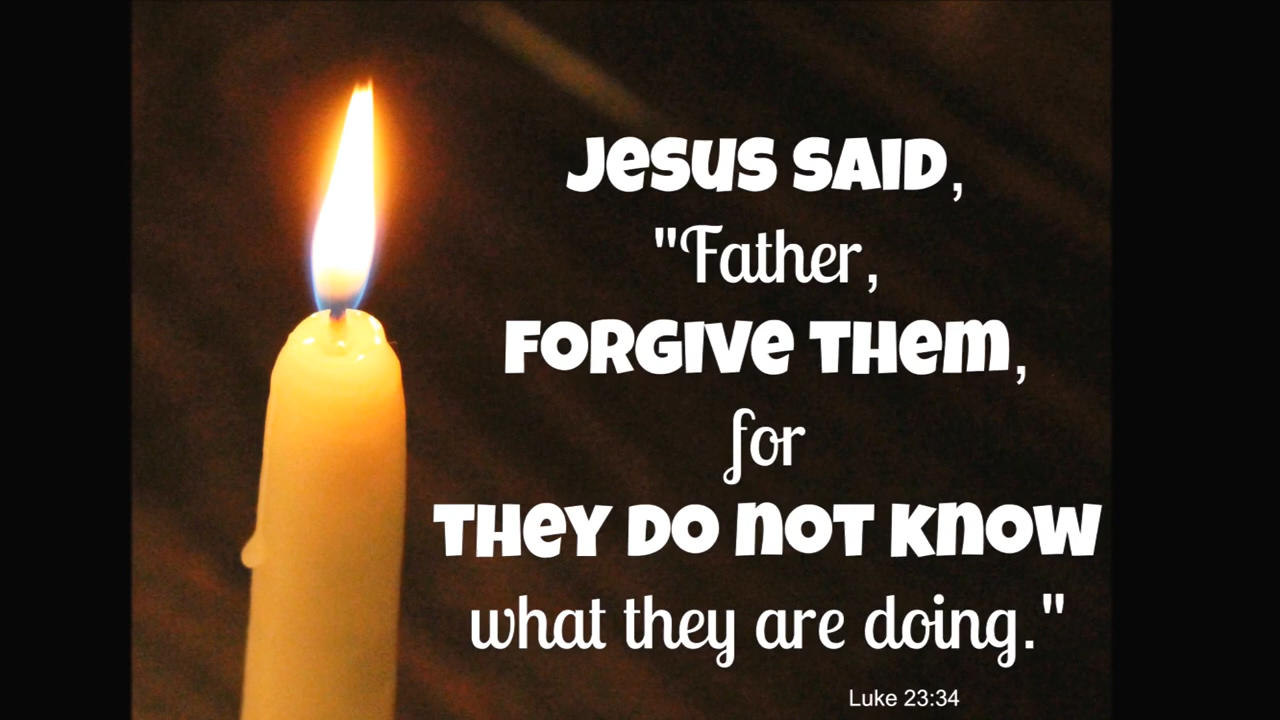 Jesus said,
"Father,
forgive them,
for
they do not know
what they are doing."
Luke 23:34